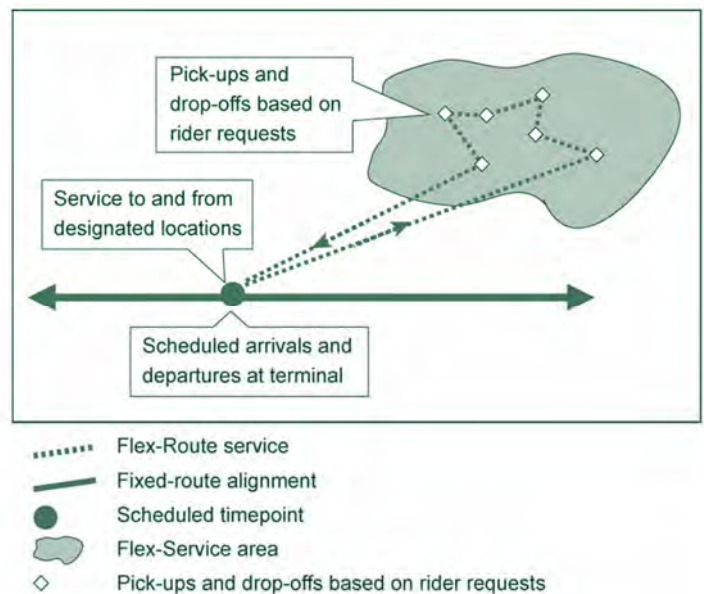 Pick-ups and
drop-offs based on
rider requests
Service to and from
designated locations
Scheduled arrivals and
departures at terminal
Flex-Route service
Fixed-route alignment
Scheduled timepoint
Flex-Service area
Pick-ups and drop-offs based on rider requests